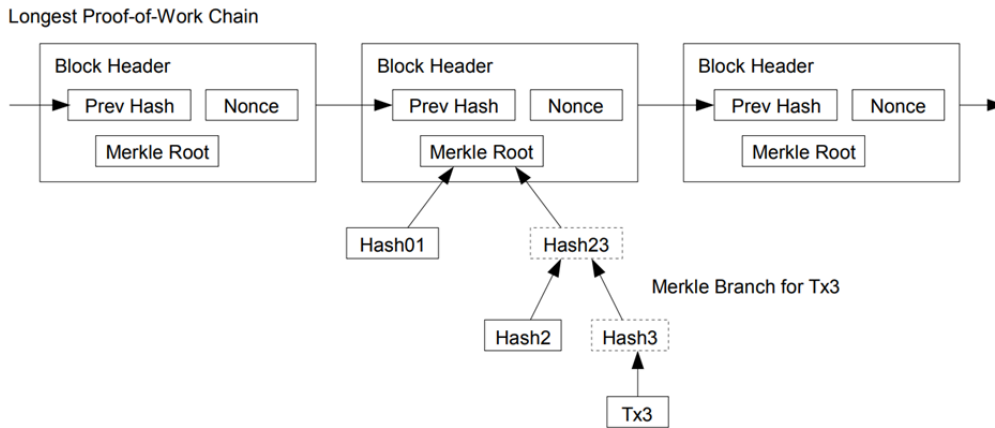 Longest Proof-of-Work Chain
Block Header
Prev Hash
Nonce
Merkle Root
Block Header
Prev Hash
Nonce
Merkle Root
Block Header
Prev Hash
Nonce
Merkle Root
Hash01
Hash23
Merkle Branch for Tx3
Hash2
Hash3
Tx3